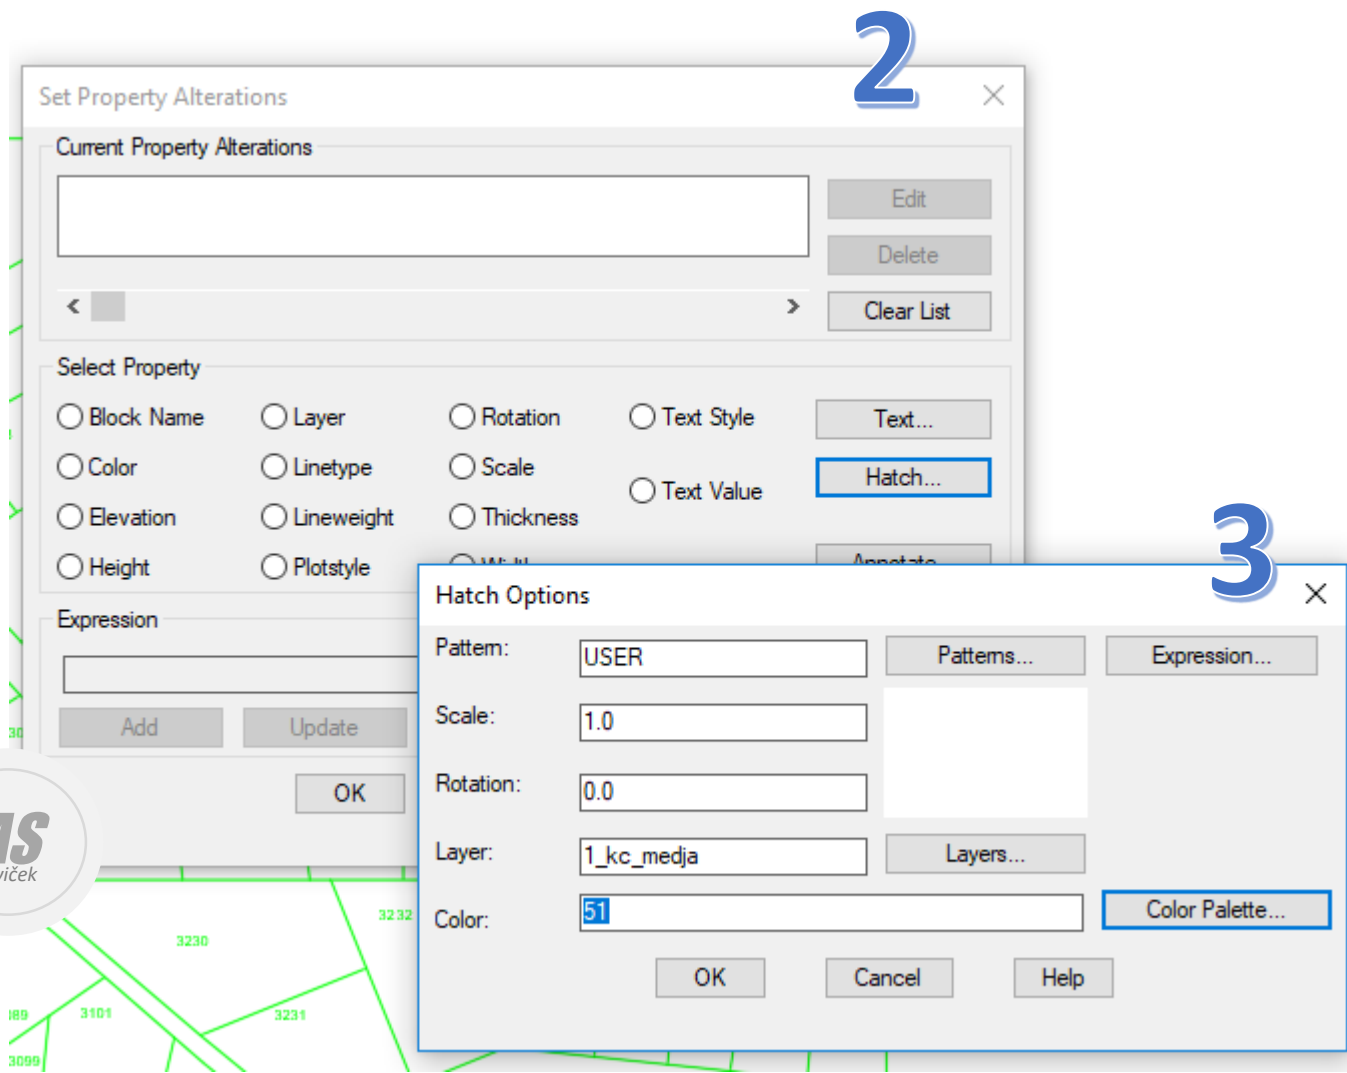 2
Set Property Alterations
Current Property Alterations
Edit
Delete
Clear List
Select Property
Block Name
Layer
Rotation
Text Style
Text...
Color
Linetype
Scale
Text Value
Hatch...
Elevation
Lineweight
Thickness
Height
Plotstyle
Annotate...
3
Expression
Add
Update
OK
Hatch Options
Pattern:
USER
Patterns...
Expression...
Scale:
1.0
Rotation:
0.0
Layer:
1_kc_medja
Layers...
Color:
51
Color Palette...
OK
Cancel
Help
3232
3230
3231
3101
3099